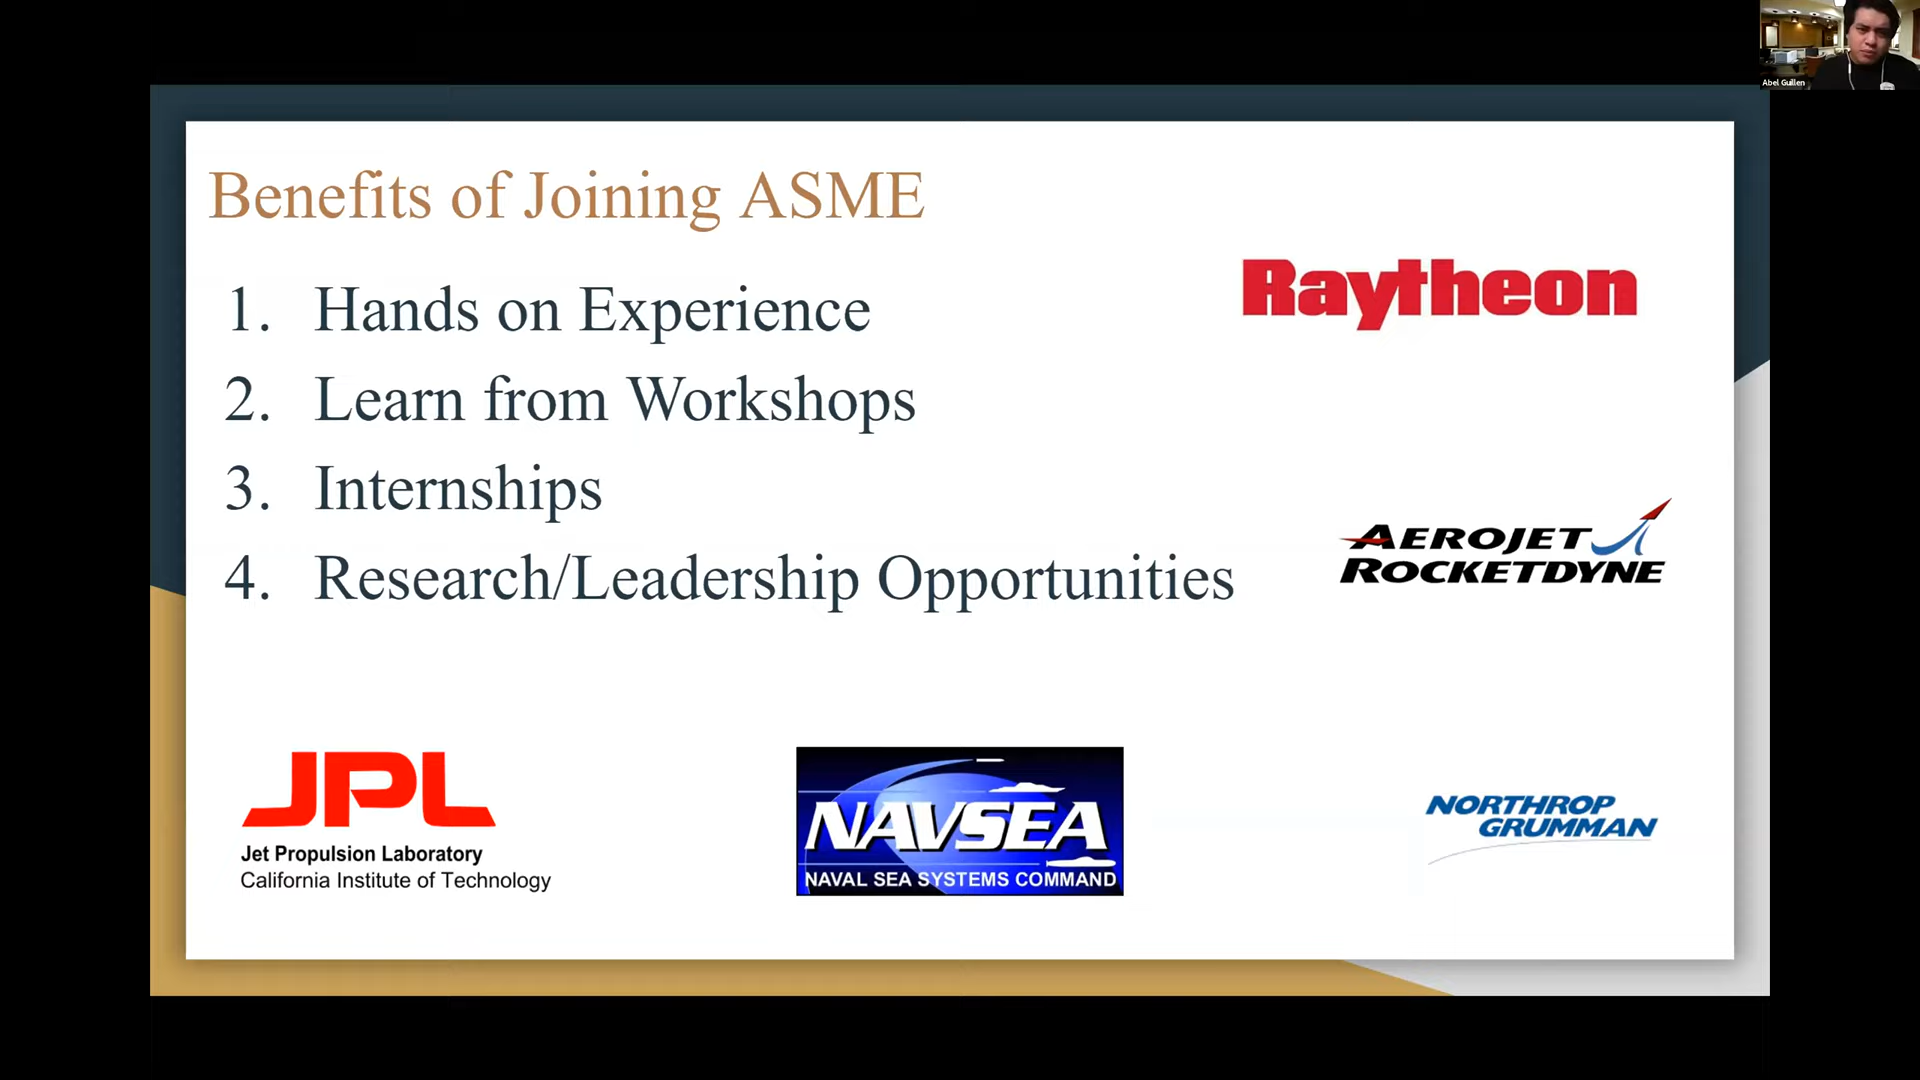 Abel Guillen
Benefits of Joining ASME
1. Hands on Experience
2. Learn from Workshops
3. Internships
4. Research/Leadership Opportunities
Raytheon
AEROJET
ROCKETDYNE
JPL
Jet Propulsion Laboratory
California Institute of Technology
NAVSEA
NAVAL SEA SYSTEMS COMMAND
NORTHROP
GRUMMAN